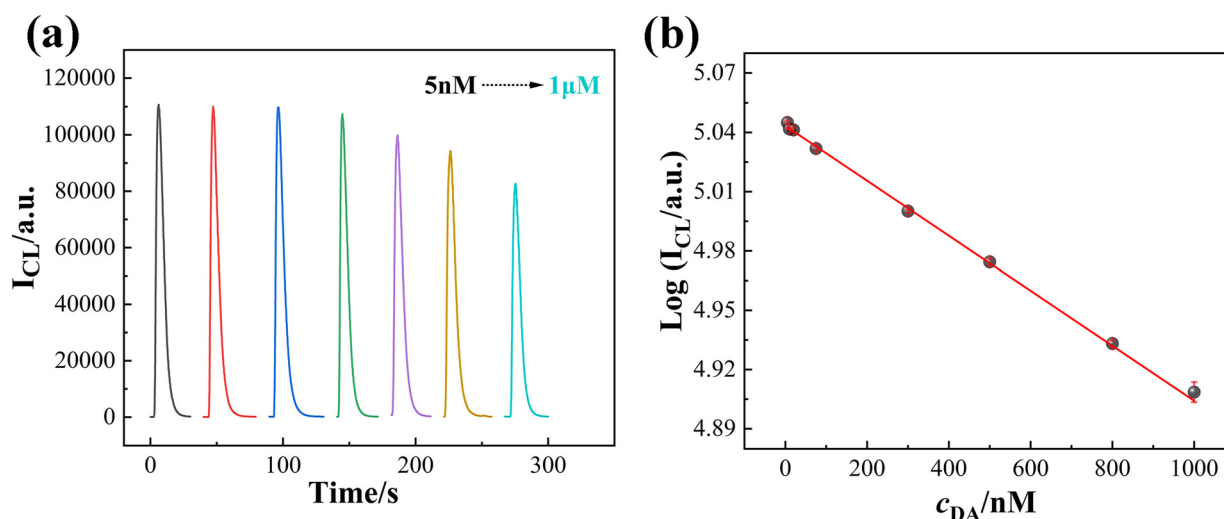 (a)
I_CL/a.u.
120000
100000
80000
60000
40000
20000
0
5nM 1μM
0 100 200 300
Time/s
(b)
Log (I_CL/a.u.)
5.07
5.04
5.01
4.98
4.95
4.92
4.89
0 200 400 600 800 1000
c_DA/nM